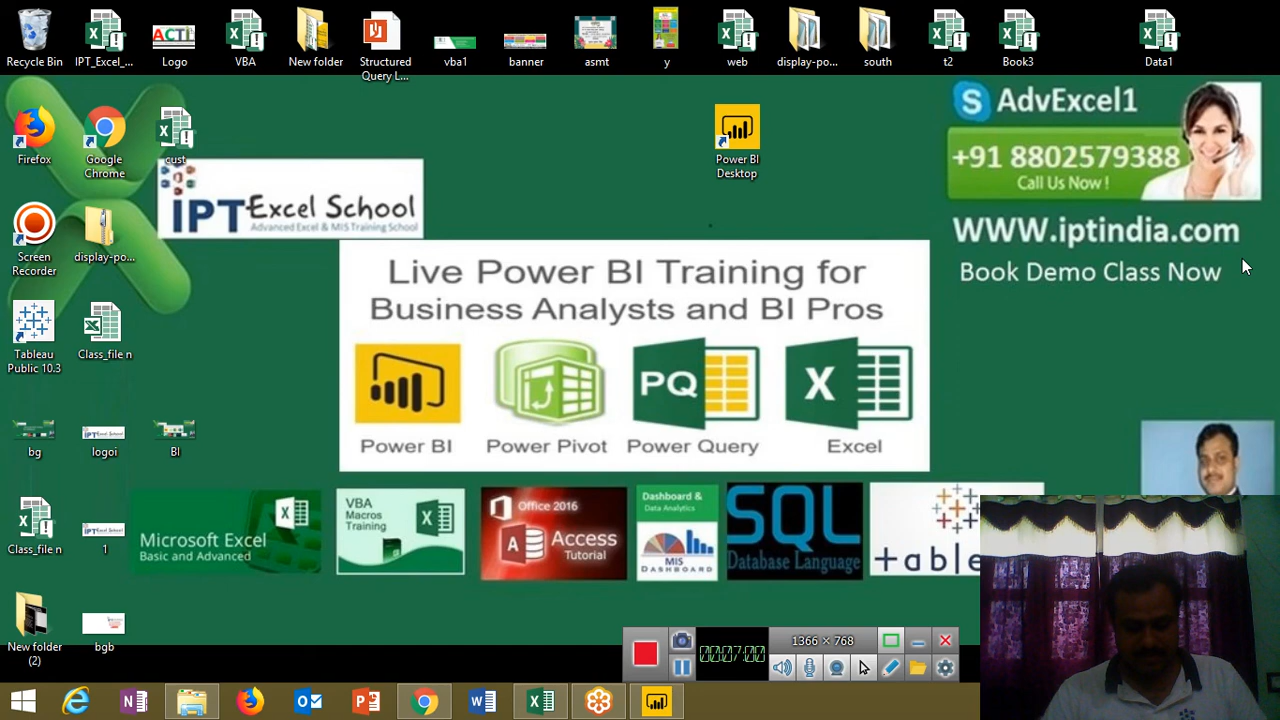 Recycle Bin
IPT_Excel_...
Logo
VBA
New folder
Structured
Query L...
vba1
banner
asmt
y
web
display-po...
south
t2
Book3
Data1
Firefox
Google
Chrome
cust
Power BI
Desktop
AdvExcel1
+91 8802579388
Call Us Now !
WWW.iptindia.com
Book Demo Class Now
IPT Excel School
Advanced Excel & MIS Training School
Screen
Recorder
display-po...
Live Power BI Training for
Business Analysts and BI Pros
PQ
X
Power BI
Power Pivot
Power Query
Excel
Tableau
Public 10.3
Class_file n
bg
logoi
BI
Class_file n
1
Microsoft Excel
Basic and Advanced
VBA
Macros
Training
Office 2016
Access
Tutorial
Dashboard &
Data Analytics
MIS
DASHBOARD
SQL
Database Language
+able
New folder
(2)
bgb
1366 × 768
00:07:00